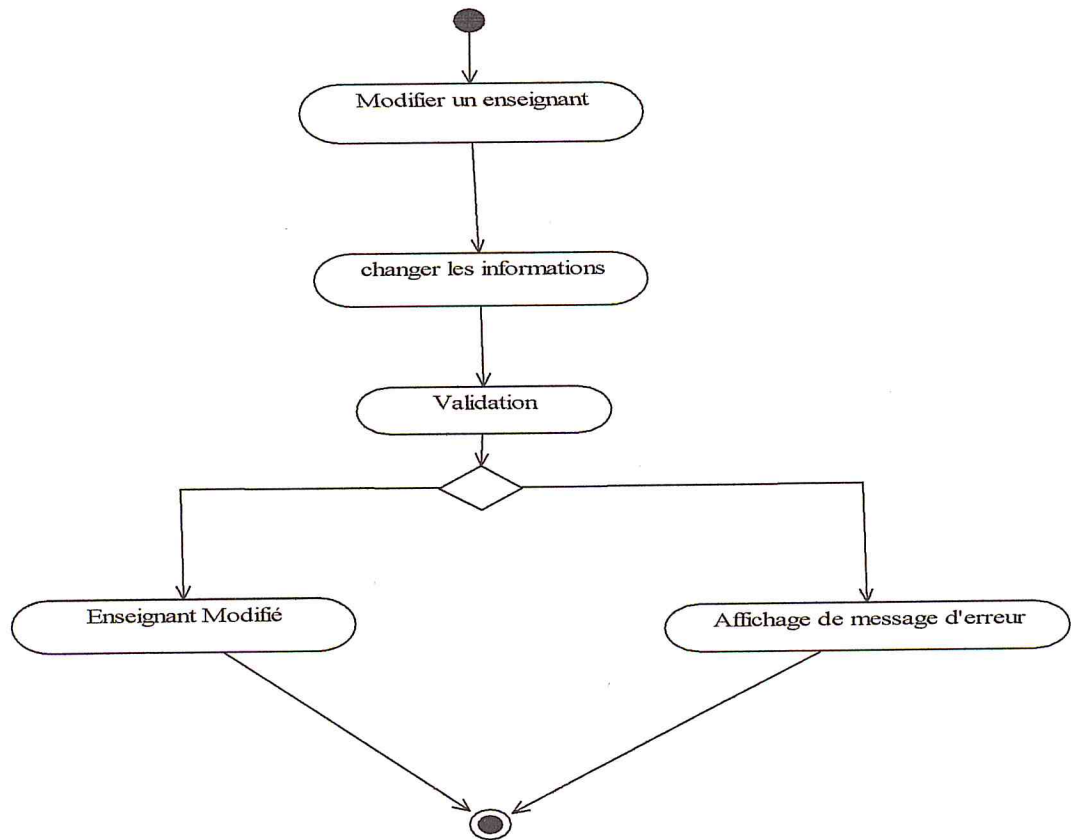 Modifier un enseignant
changer les informations
Validation
Enseignant Modifié
Affichage de message d'erreur